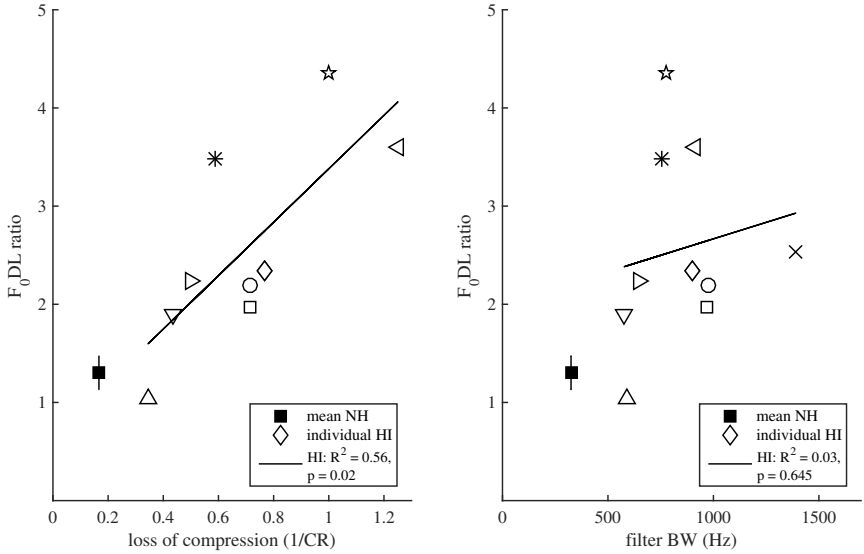 5
4
3
2
1
0
F₀DL ratio
0 0.2 0.4 0.6 0.8 1 1.2
loss of compression (1/CR)
mean NH
individual HI
HI: R² = 0.56,
p = 0.02
5
4
3
2
1
0
F₀DL ratio
0 500 1000 1500
filter BW (Hz)
mean NH
individual HI
HI: R² = 0.03,
p = 0.645